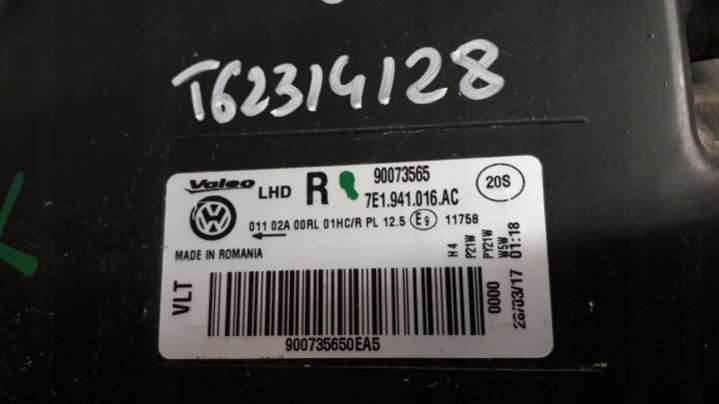 T62314128
Valeo LHD R 90073565
7E1.941.016.AC
20S
011 02A 00RL 01HC/R PL 12.5 E9 11758
MADE IN ROMANIA
H4
P21W
PY21W
W5W
01:18
VLT
0000
28/03/17
900735650EA5